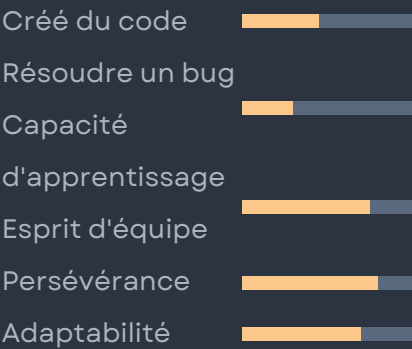 Créé du code
Résoudre un bug
Capacité
d'apprentissage
Esprit d'équipe
Persévérance
Adaptabilité